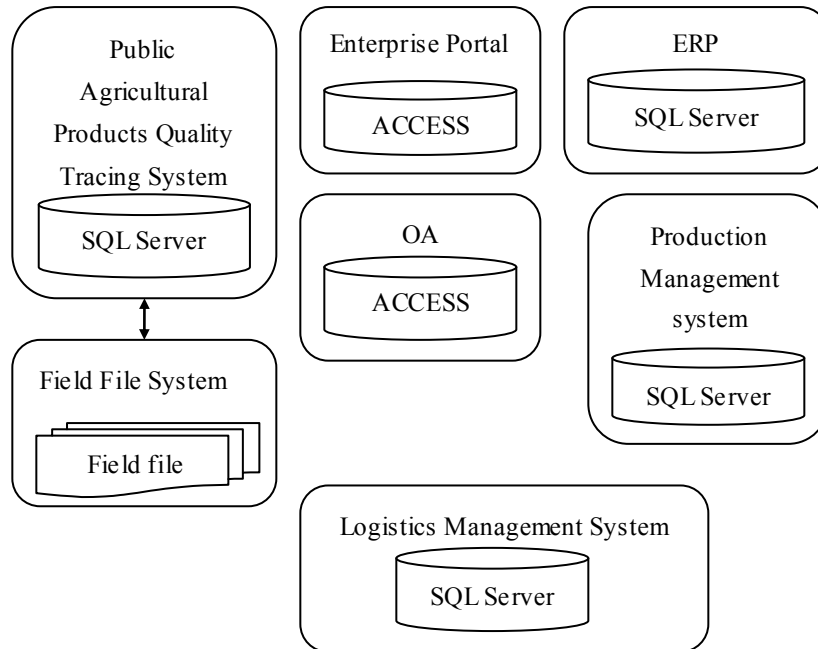 Public
Agricultural
Products Quality
Tracing System
SQL Server
Enterprise Portal
ACCESS
ERP
SQL Server
OA
ACCESS
Production
Management
system
SQL Server
Field File System
Field file
Logistics Management System
SQL Server